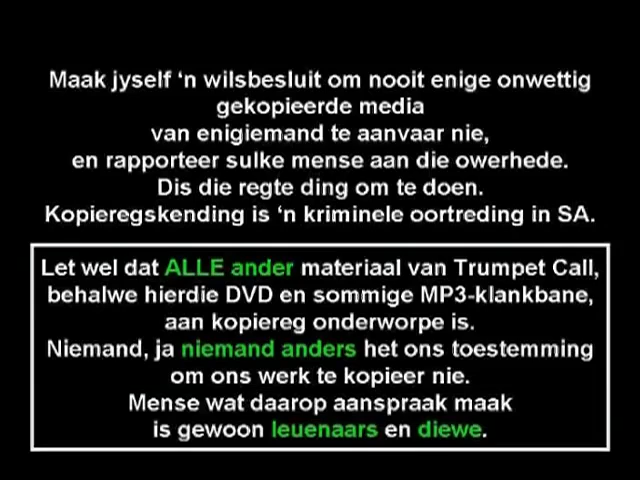 Maak jyself ‘n wilsbesluit om nooit enige onwettig
gekopieerde media
van enigiemand te aanvaar nie,
en rapporteer sulke mense aan die owerhede.
Dis die regte ding om te doen.
Kopieregskending is ‘n kriminele oortreding in SA.
Let wel dat ALLE ander materiaal van Trumpet Call,
behalwe hierdie DVD en sommige MP3-klankbane,
aan kopiereg onderworpe is.
Niemand, ja niemand anders het ons toestemming
om ons werk te kopieer nie.
Mense wat daarop aanspraak maak
is gewoon leuenaars en diewe.